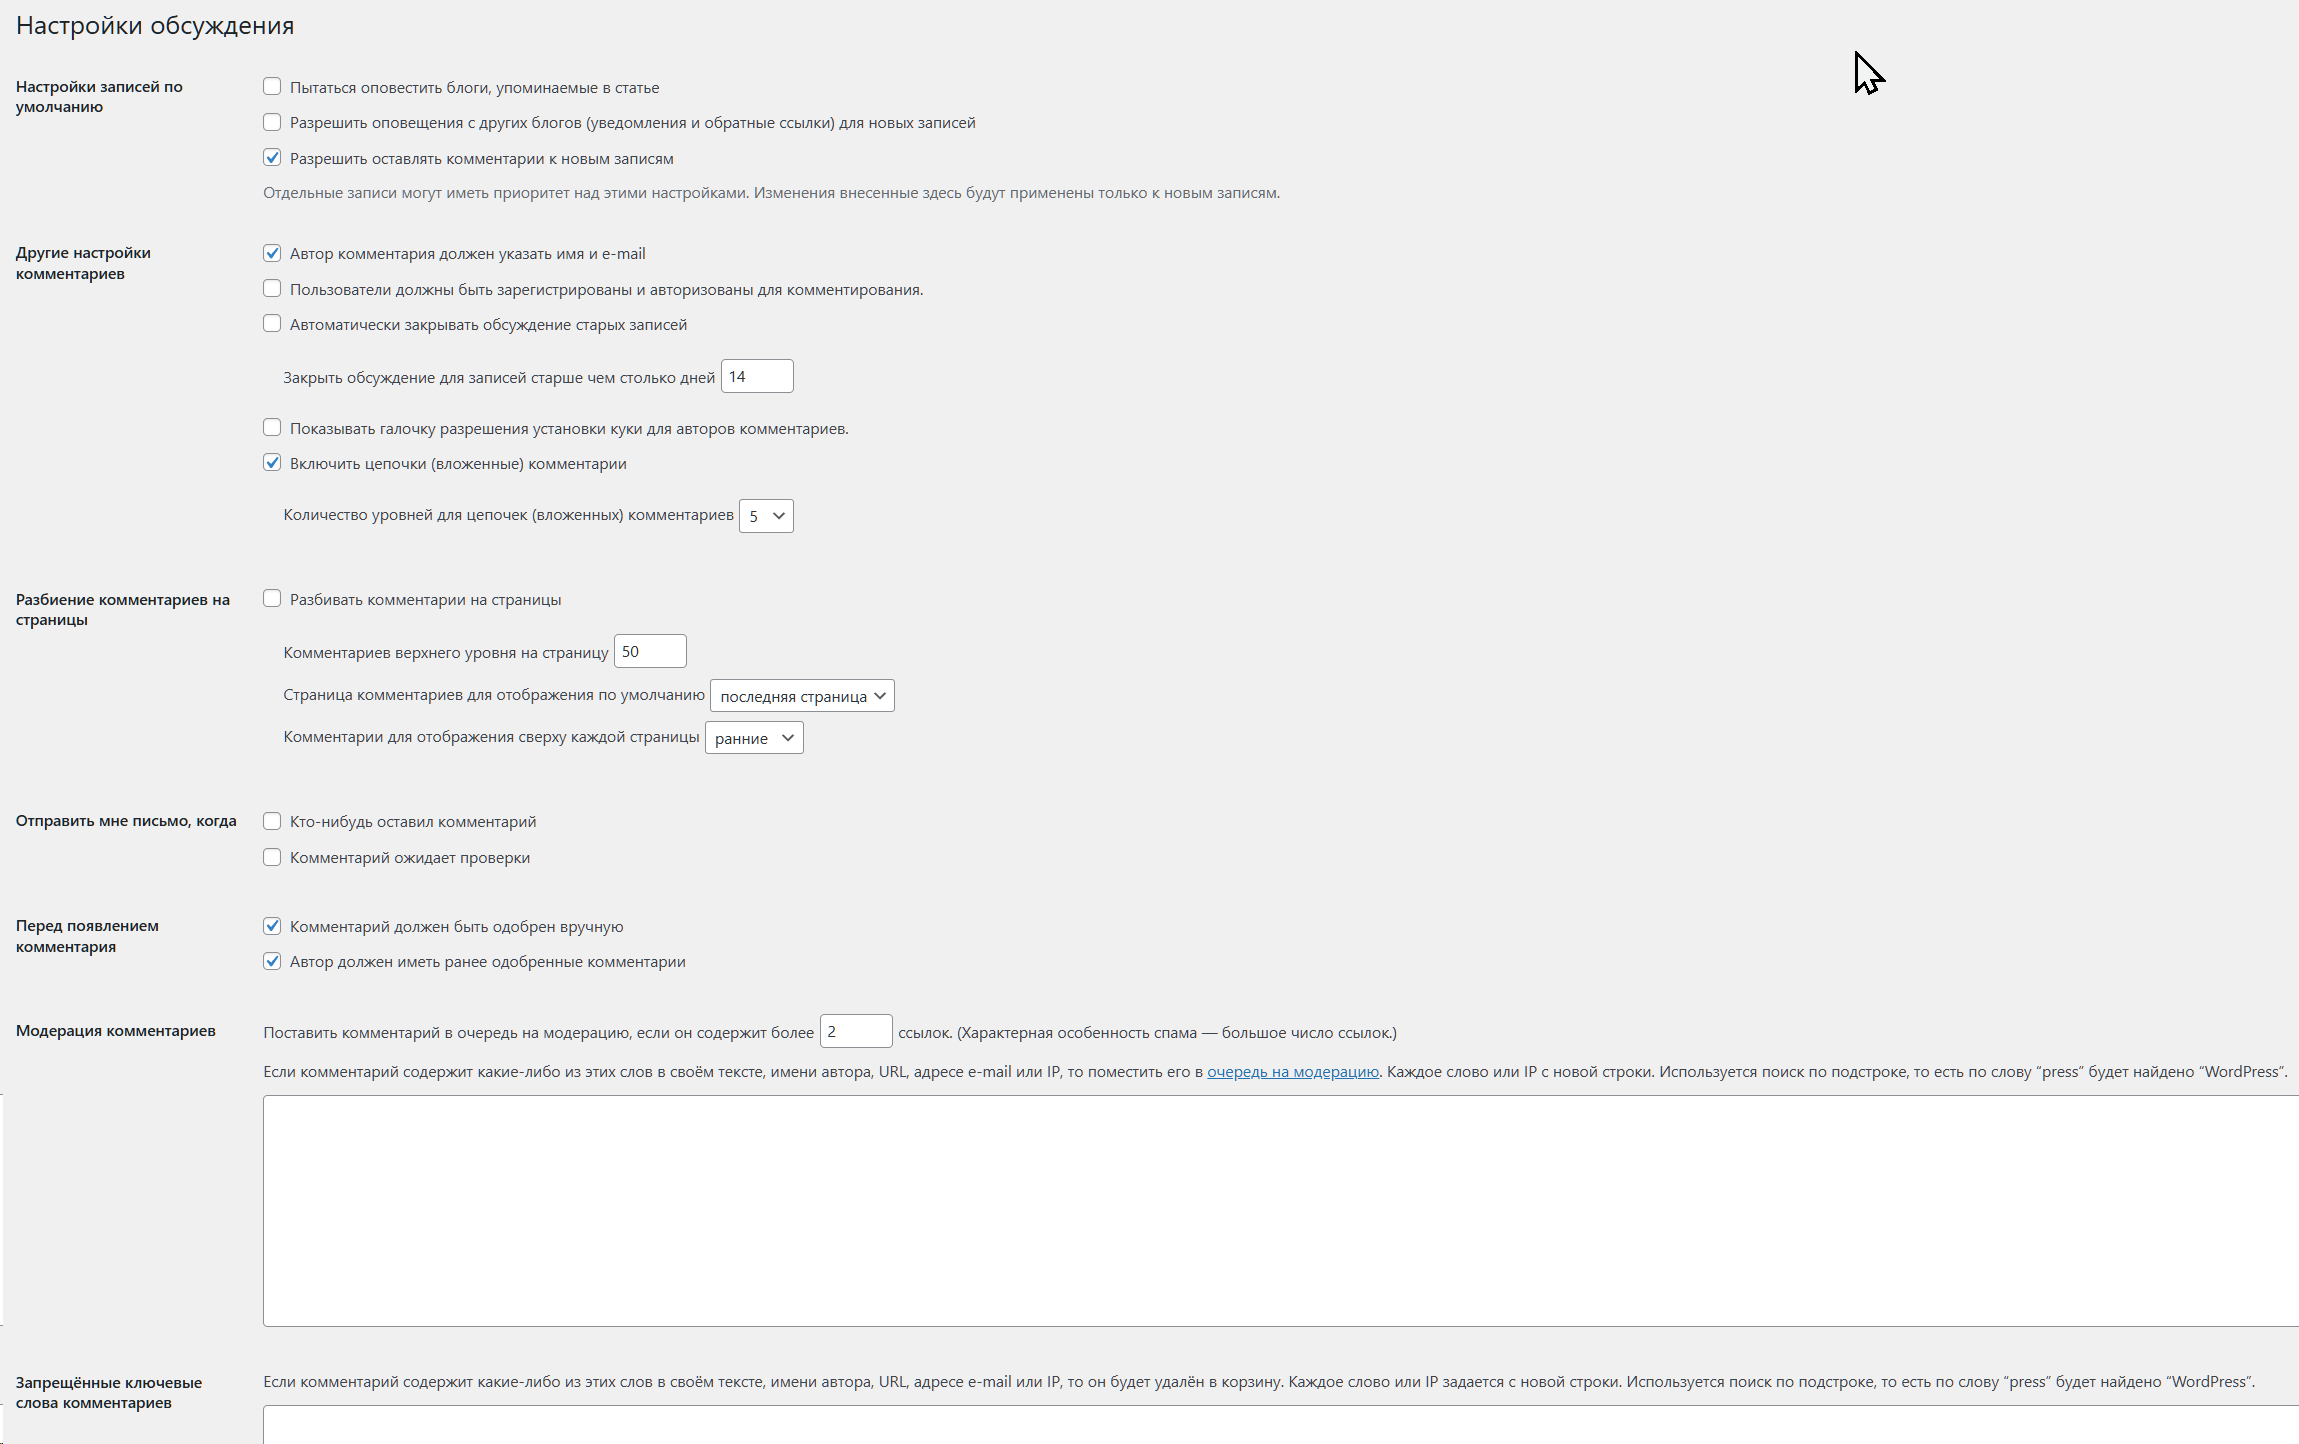 Настройки обсуждения
Настройки записей по
умолчанию
Пытаться оповестить блоги, упоминаемые в статье
Разрешить оповещения с других блогов (уведомления и обратные ссылки) для новых записей
Разрешить оставлять комментарии к новым записям
Отдельные записи могут иметь приоритет над этими настройками. Изменения внесенные здесь будут применены только к новым записям.
Другие настройки
комментариев
Автор комментария должен указать имя и e-mail
Пользователи должны быть зарегистрированы и авторизованы для комментирования.
Автоматически закрывать обсуждение старых записей
Закрыть обсуждение для записей старше чем столько дней 14
Показывать галочку разрешения установки куки для авторов комментариев.
Включить цепочки (вложенные) комментарии
Количество уровней для цепочек (вложенных) комментариев 5
Разбиение комментариев на
страницы
Разбивать комментарии на страницы
Комментариев верхнего уровня на страницу 50
Страница комментариев для отображения по умолчанию последняя страница
Комментарии для отображения сверху каждой страницы ранние
Отправить мне письмо, когда
Кто-нибудь оставил комментарий
Комментарий ожидает проверки
Перед появлением
комментария
Комментарий должен быть одобрен вручную
Автор должен иметь ранее одобренные комментарии
Модерация комментариев
Поставить комментарий в очередь на модерацию, если он содержит более 2 ссылок. (Характерная особенность спама — большое число ссылок.)
Если комментарий содержит какие-либо из этих слов в своём тексте, имени автора, URL, адресе e-mail или IP, то поместить его в очередь на модерацию. Каждое слово или IP с новой строки. Используется поиск по подстроке, то есть по слову “press” будет найдено “WordPress”.
Запрещённые ключевые
слова комментариев
Если комментарий содержит какие-либо из этих слов в своём тексте, имени автора, URL, адресе e-mail или IP, то он будет удалён в корзину. Каждое слово или IP задается с новой строки. Используется поиск по подстроке, то есть по слову “press” будет найдено “WordPress”.